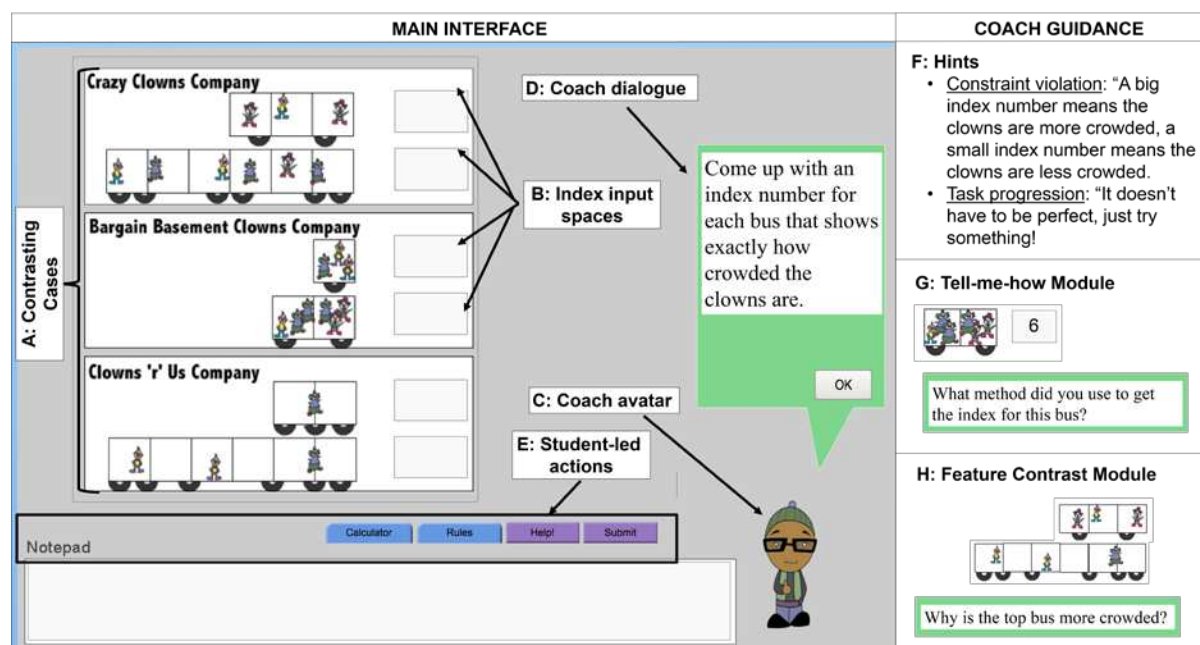 MAIN INTERFACE
Crazy Clowns Company
Bargain Basement Clowns Company
Clowns 'r' Us Company
A: Contrasting
Cases
B: Index input
spaces
D: Coach dialogue
Come up with an
index number for
each bus that shows
exactly how
crowded the
clowns are.
OK
C: Coach avatar
E: Student-led
actions
Calculator
Rules
Help!
Submit
Notepad
COACH GUIDANCE
F: Hints
• Constraint violation: “A big
index number means the
clowns are more crowded, a
small index number means the
clowns are less crowded.
• Task progression: “It doesn’t
have to be perfect, just try
something!
G: Tell-me-how Module
6
What method did you use to get
the index for this bus?
H: Feature Contrast Module
Why is the top bus more crowded?